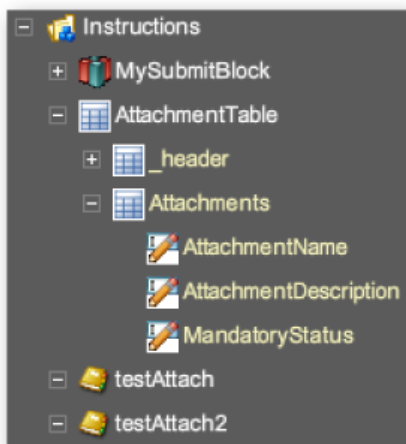 Instructions
MySubmitBlock
AttachmentTable
_header
Attachments
AttachmentName
AttachmentDescription
MandatoryStatus
testAttach
testAttach2